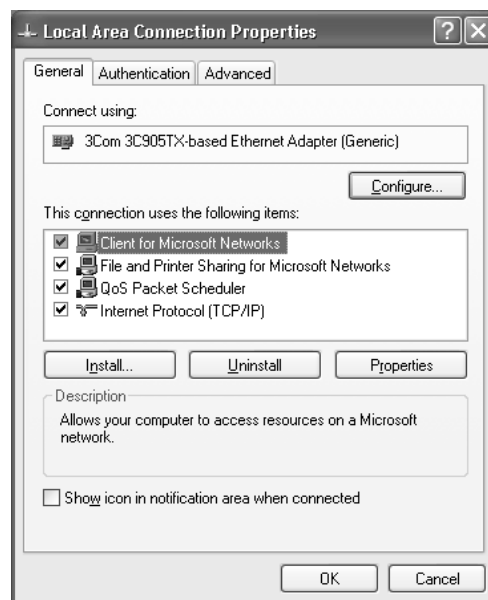 Local Area Connection Properties
General Authentication Advanced
Connect using:
3Com 3C905TX-based Ethernet Adapter (Generic)
Configure...
This connection uses the following items:
Client for Microsoft Networks
File and Printer Sharing for Microsoft Networks
QoS Packet Scheduler
Internet Protocol (TCP/IP)
Install... Uninstall Properties
Description
Allows your computer to access resources on a Microsoft
network.
Show icon in notification area when connected
OK Cancel